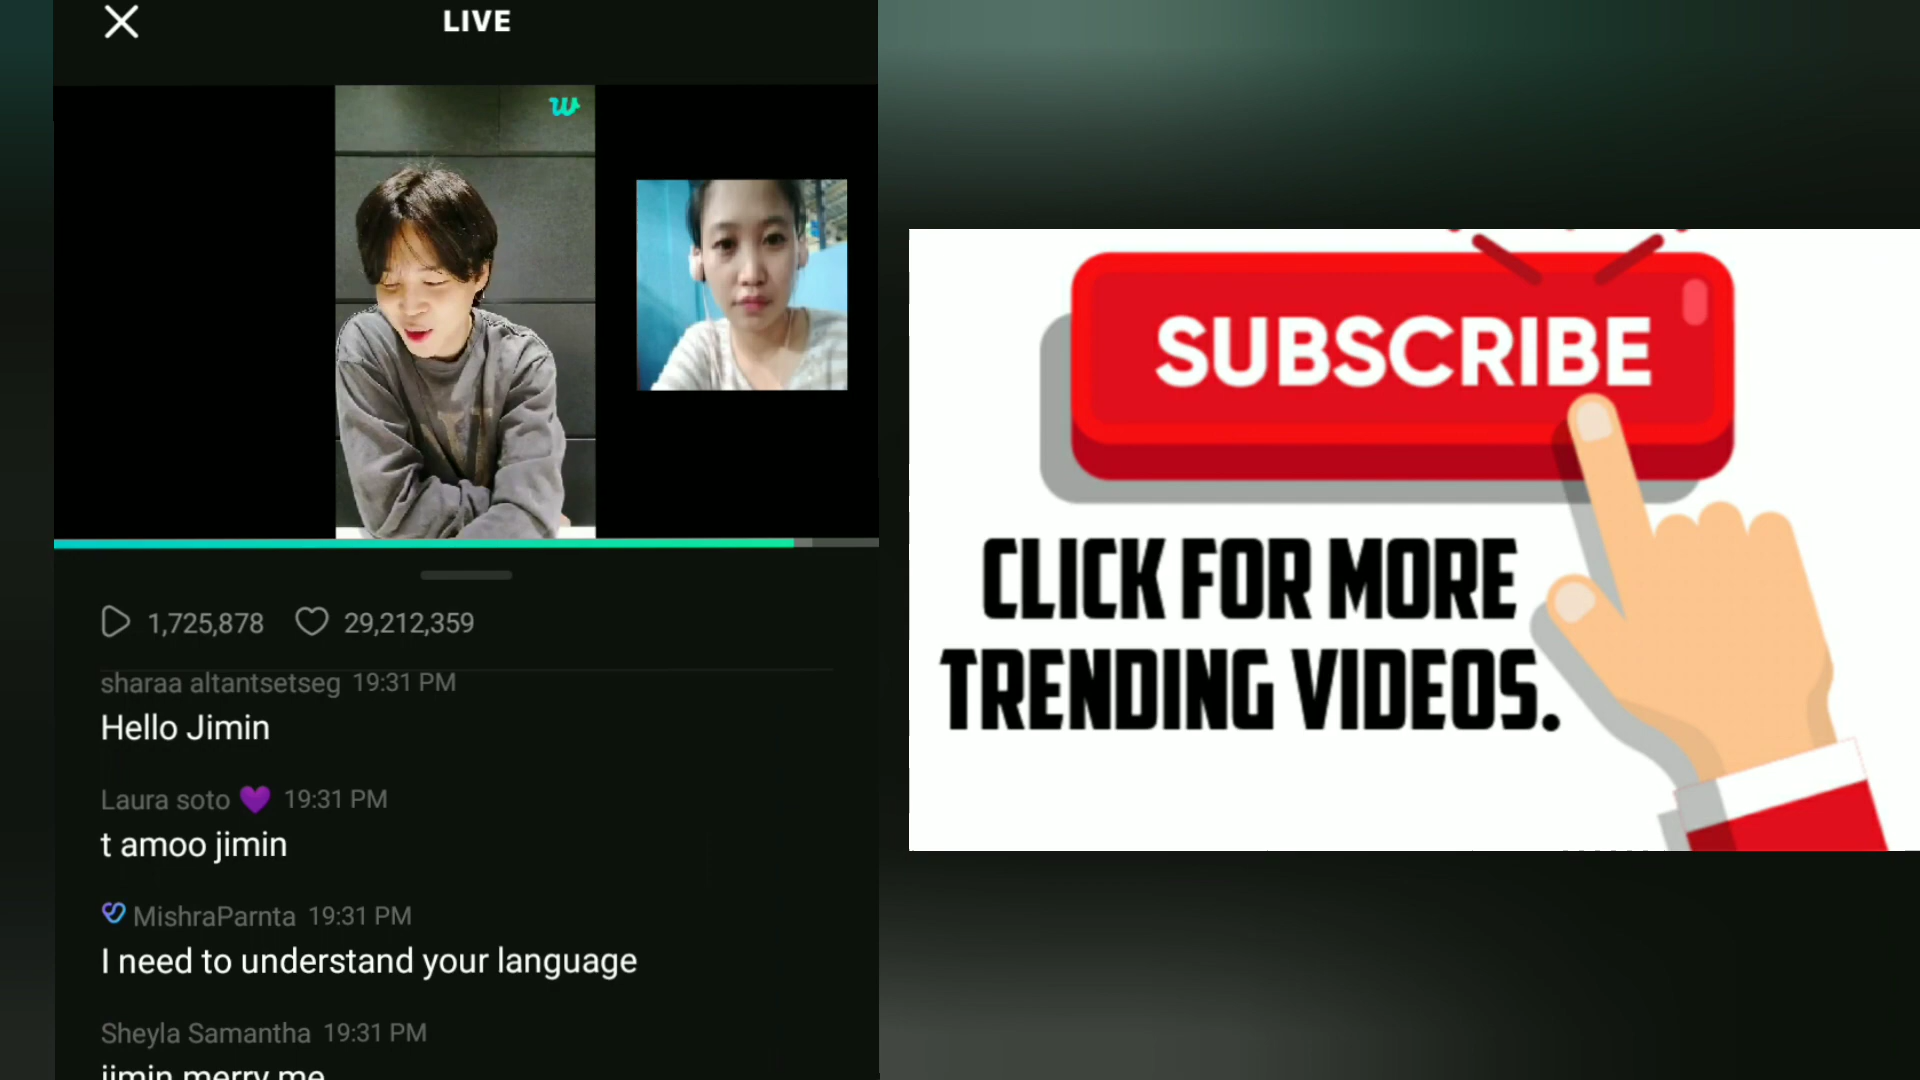 LIVE
w
1,725,878 29,212,359
sharaa altantsetseg 19:31 PM
Hello Jimin
Laura soto 💜 19:31 PM
t amoo jimin
MishraParnta 19:31 PM
I need to understand your language
Sheyla Samantha 19:31 PM
jimin merry me
SUBSCRIBE
CLICK FOR MORE
TRENDING VIDEOS.